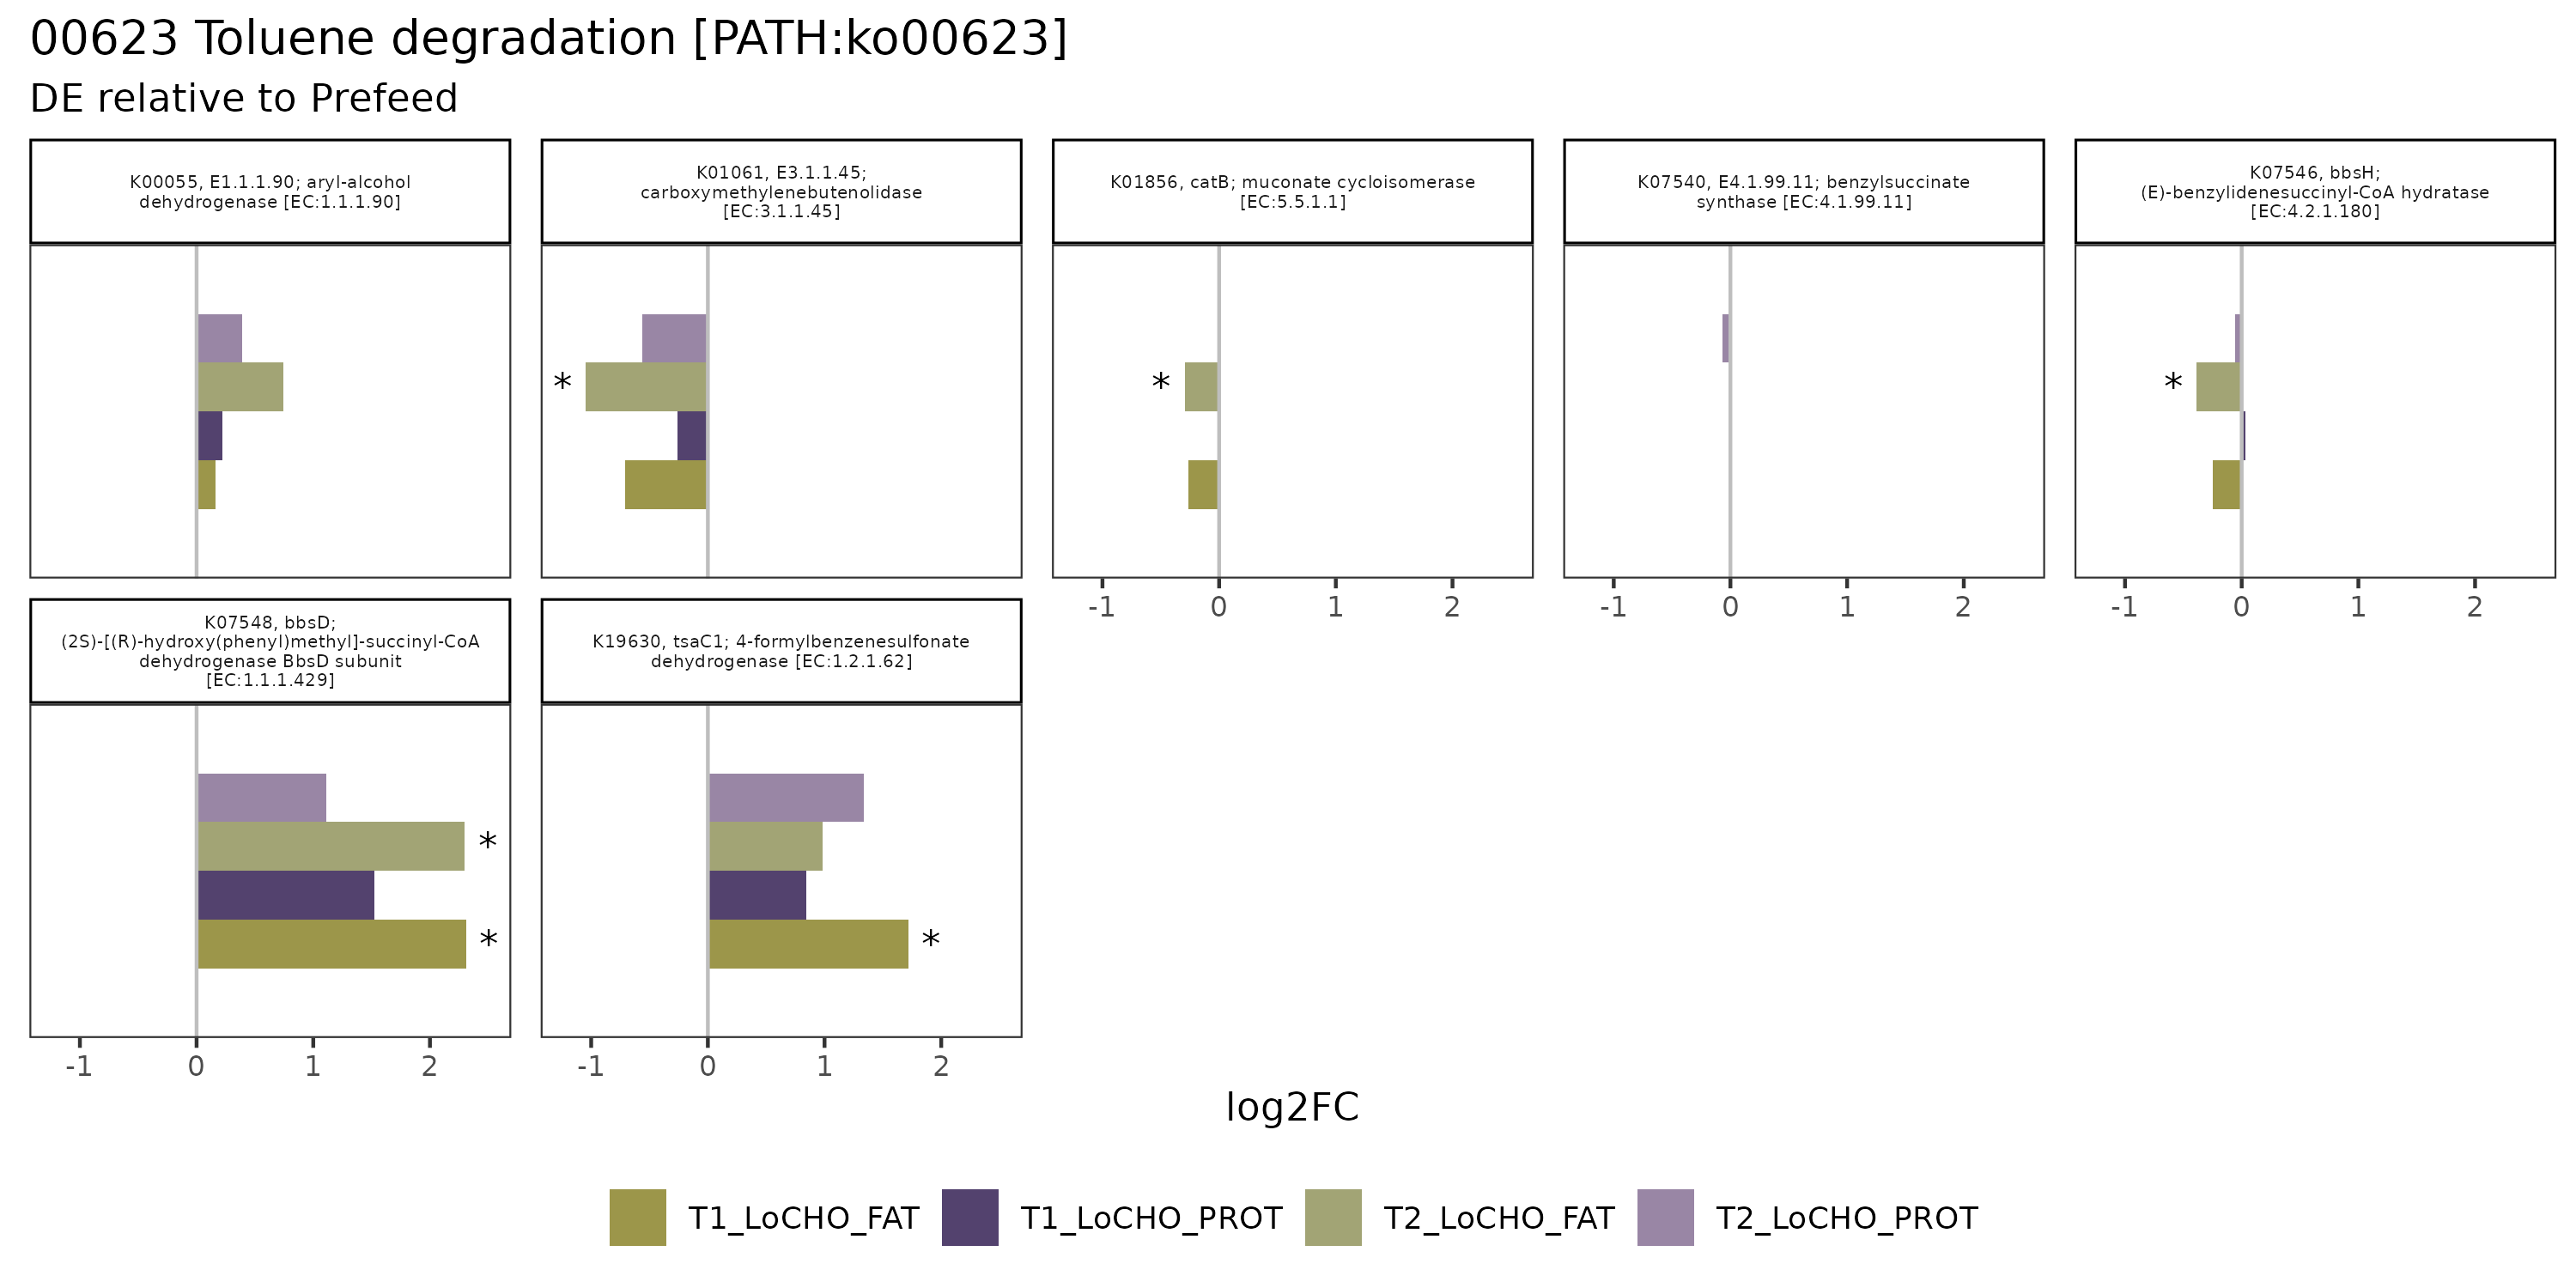 00623 Toluene degradation [PATH:ko00623]
DE relative to Prefeed
K00055, E1.1.1.90; aryl-alcohol
dehydrogenase [EC:1.1.1.90]
K01061, E3.1.1.45;
carboxymethylenebutenolidase
[EC:3.1.1.45]
K01856, catB; muconate cycloisomerase
[EC:5.5.1.1]
K07540, E4.1.99.11; benzylsuccinate
synthase [EC:4.1.99.11]
K07546, bbsH;
(E)-benzylidenesuccinyl-CoA hydratase
[EC:4.2.1.180]
*
*
*
-1 0 1 2
-1 0 1 2
-1 0 1 2
K07548, bbsD;
(2S)-[(R)-hydroxy(phenyl)methyl]-succinyl-CoA
dehydrogenase BbsD subunit
[EC:1.1.1.429]
K19630, tsaC1; 4-formylbenzenesulfonate
dehydrogenase [EC:1.2.1.62]
*
*
*
-1 0 1 2
-1 0 1 2
log2FC
T1_LoCHO_FAT T1_LoCHO_PROT T2_LoCHO_FAT T2_LoCHO_PROT